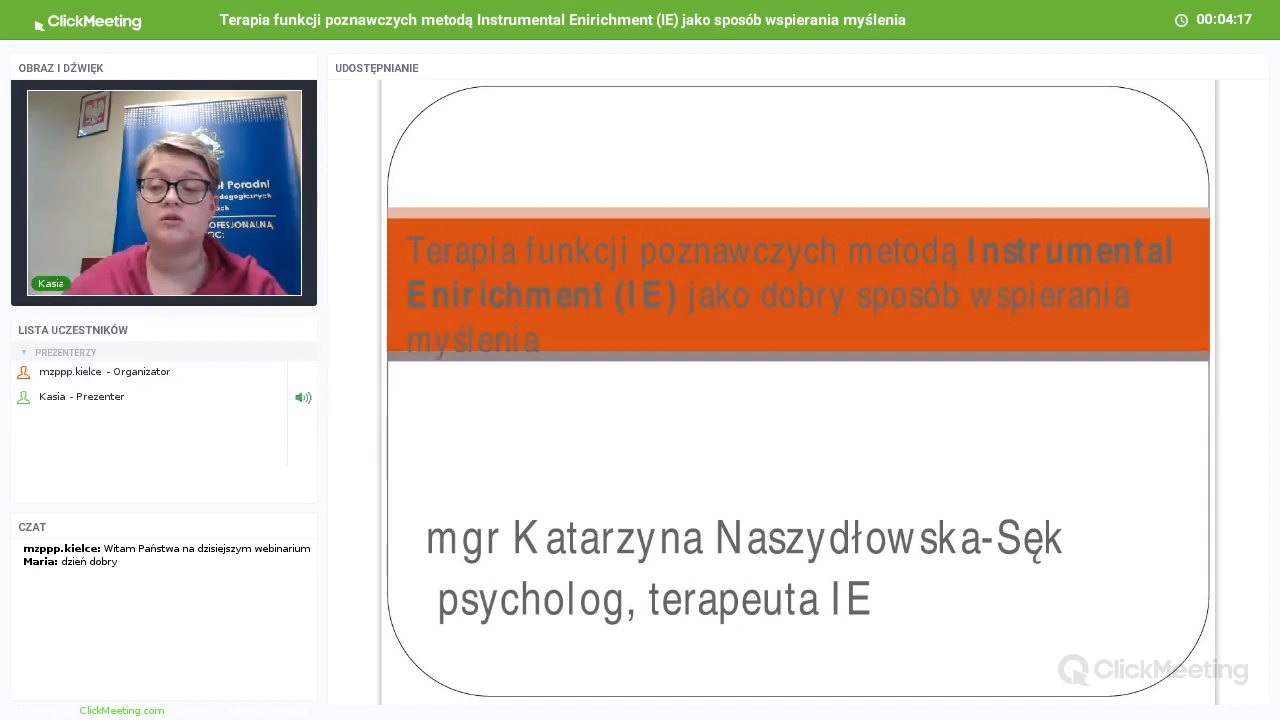 ClickMeeting
Terapia funkcji poznawczych metodą Instrumental Enirichment (IE) jako sposób wspierania myślenia
00:04:17
OBRAZ I DŹWIĘK
UDOSTĘPNIANIE
Poradni
Kasia
LISTA UCZESTNIKÓW
PREZENTERZY
mzppp.kielce - Organizator
Kasia - Prezenter
CZAT
mzppp.kielce: Witam Państwa na dzisiejszym webinarium
Maria: dzień dobry
ClickMeeting.com
Terapia funkcji poznawczych metodą Instrumental
Enirichment (IE) jako dobry sposób wspierania
myślenia
mgr Katarzyna Naszydłowska-Sęk
psycholog, terapeuta IE
ClickMeeting